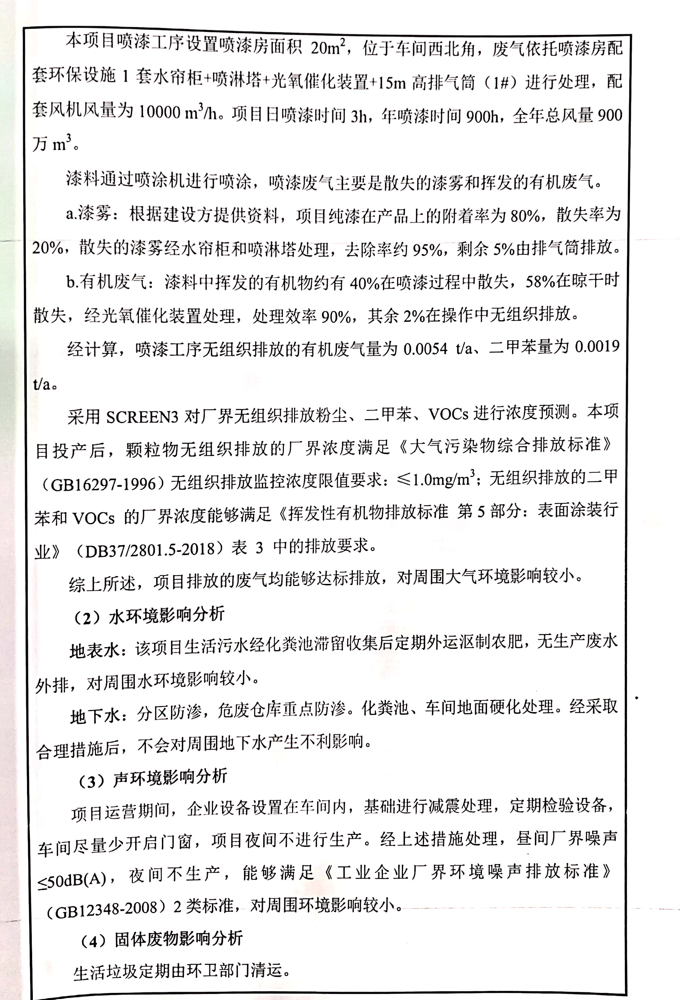 本项目喷漆工序设置喷漆房面积 20m²，位于车间西北角，废气依托喷漆房配
套环保设施 1 套水帘柜+喷淋塔+光氧催化装置+15m 高排气筒（1#）进行处理，配
套风机风量为 10000 m³/h。项目日喷漆时间 3h，年喷漆时间 900h，全年总风量 900
万 m³。
漆料通过喷涂机进行喷涂，喷漆废气主要是散失的漆雾和挥发的有机废气。
a.漆雾：根据建设方提供资料，项目纯漆在产品上的附着率为 80%，散失率为
20%，散失的漆雾经水帘柜和喷淋塔处理，去除率约 95%，剩余 5%由排气筒排放。
b.有机废气：漆料中挥发的有机物约有 40%在喷漆过程中散失，58%在晾干时
散失，经光氧催化装置处理，处理效率 90%，其余 2%在操作中无组织排放。
经计算，喷漆工序无组织排放的有机废气量为 0.0054 t/a、二甲苯量为 0.0019
t/a。
采用 SCREEN3 对厂界无组织排放粉尘、二甲苯、VOCs 进行浓度预测。本项
目投产后，颗粒物无组织排放的厂界浓度满足《大气污染物综合排放标准》
（GB16297-1996）无组织排放监控浓度限值要求：≤1.0mg/m³；无组织排放的二甲
苯和 VOCs 的厂界浓度能够满足《挥发性有机物排放标准 第 5 部分：表面涂装行
业》（DB37/2801.5-2018）表 3 中的排放要求。
综上所述，项目排放的废气均能够达标排放，对周围大气环境影响较小。
（2）水环境影响分析
地表水：该项目生活污水经化粪池滞留收集后定期外运沤制农肥，无生产废水
外排，对周围水环境影响较小。
地下水：分区防渗，危废仓库重点防渗。化粪池、车间地面硬化处理。经采取
合理措施后，不会对周围地下水产生不利影响。
（3）声环境影响分析
项目运营期间，企业设备设置在车间内，基础进行减震处理，定期检验设备，
车间尽量少开启门窗，项目夜间不进行生产。经上述措施处理，昼间厂界噪声
≤50dB(A)，夜间不生产，能够满足《工业企业厂界环境噪声排放标准》
（GB12348-2008）2 类标准，对周围环境影响较小。
（4）固体废物影响分析
生活垃圾定期由环卫部门清运。